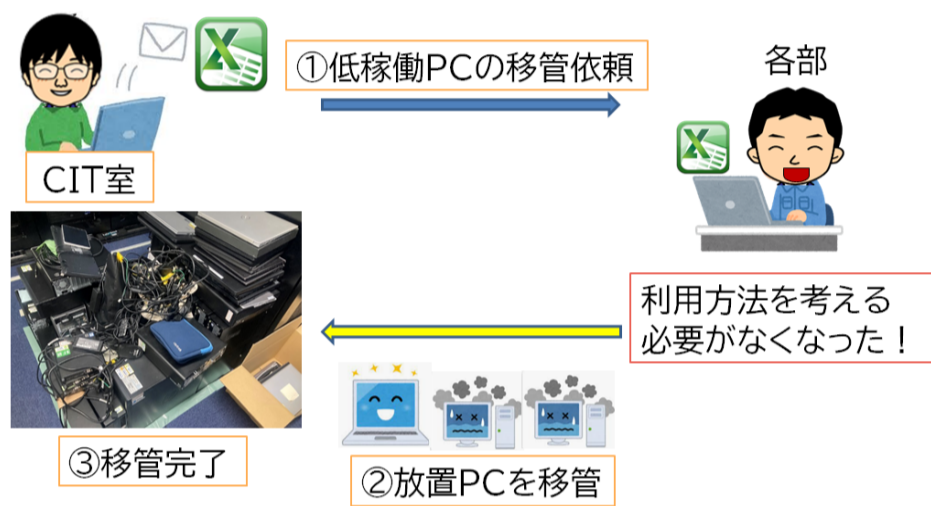 ①低稼働PCの移管依頼
各部
CIT室
利用方法を考える
必要がなくなった！
②放置PCを移管
③移管完了